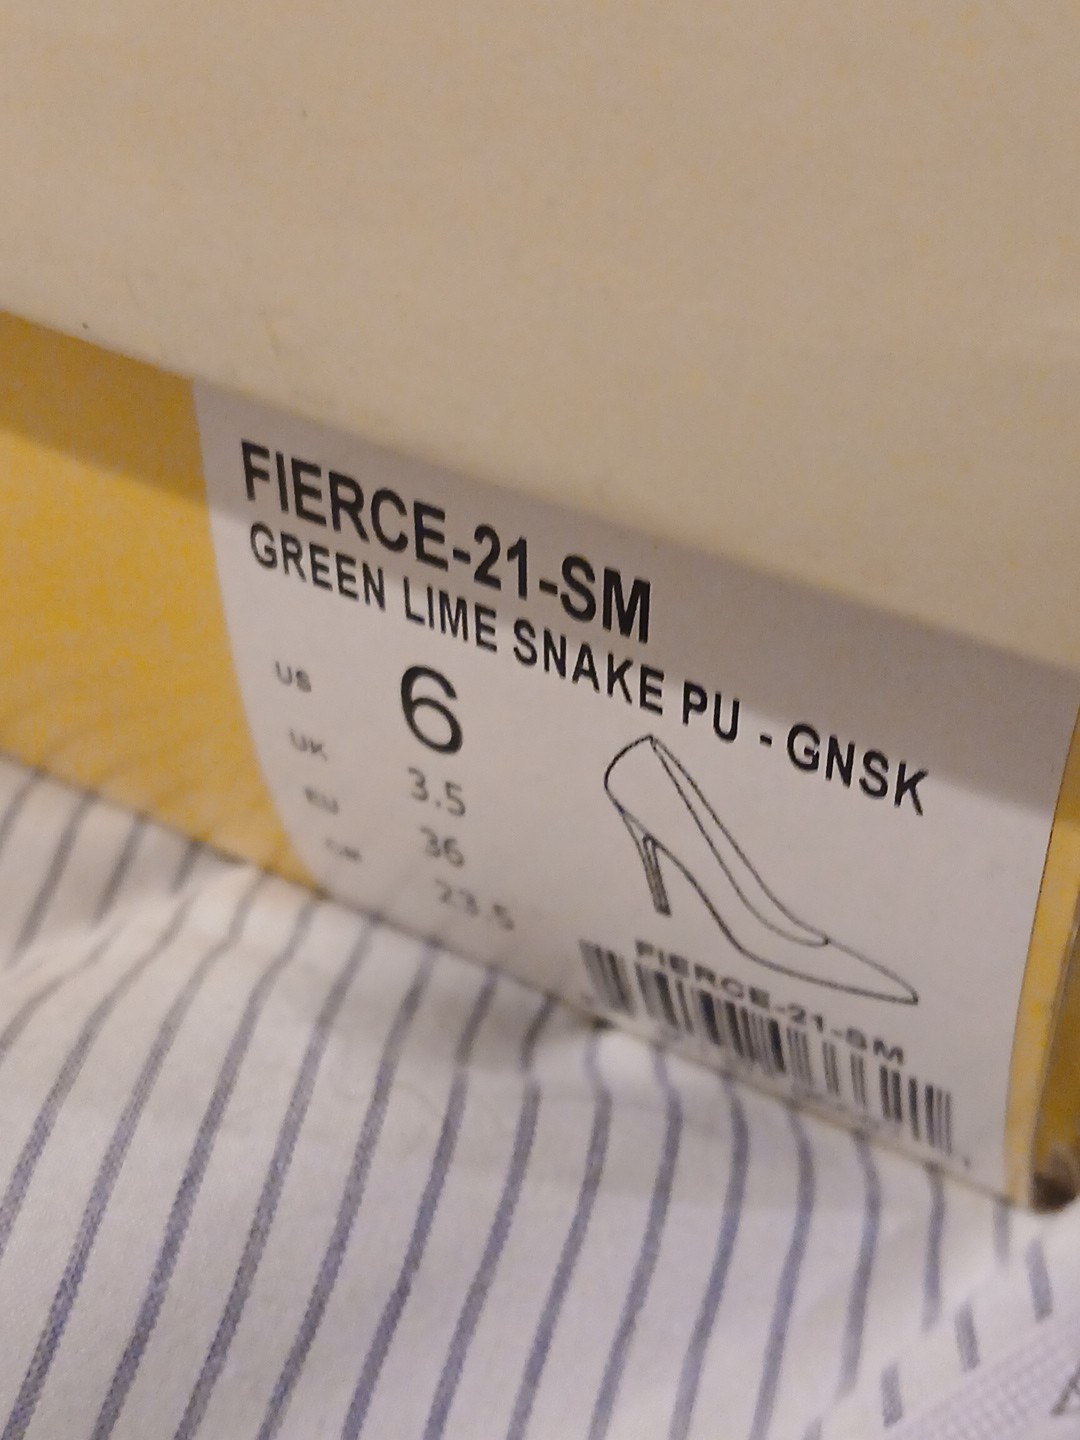 FIERCE-21-SM
GREEN LIME SNAKE PU - GNSK
US 6
UK 3.5
EU 36
CM 23.5
FIERCE-21-SM